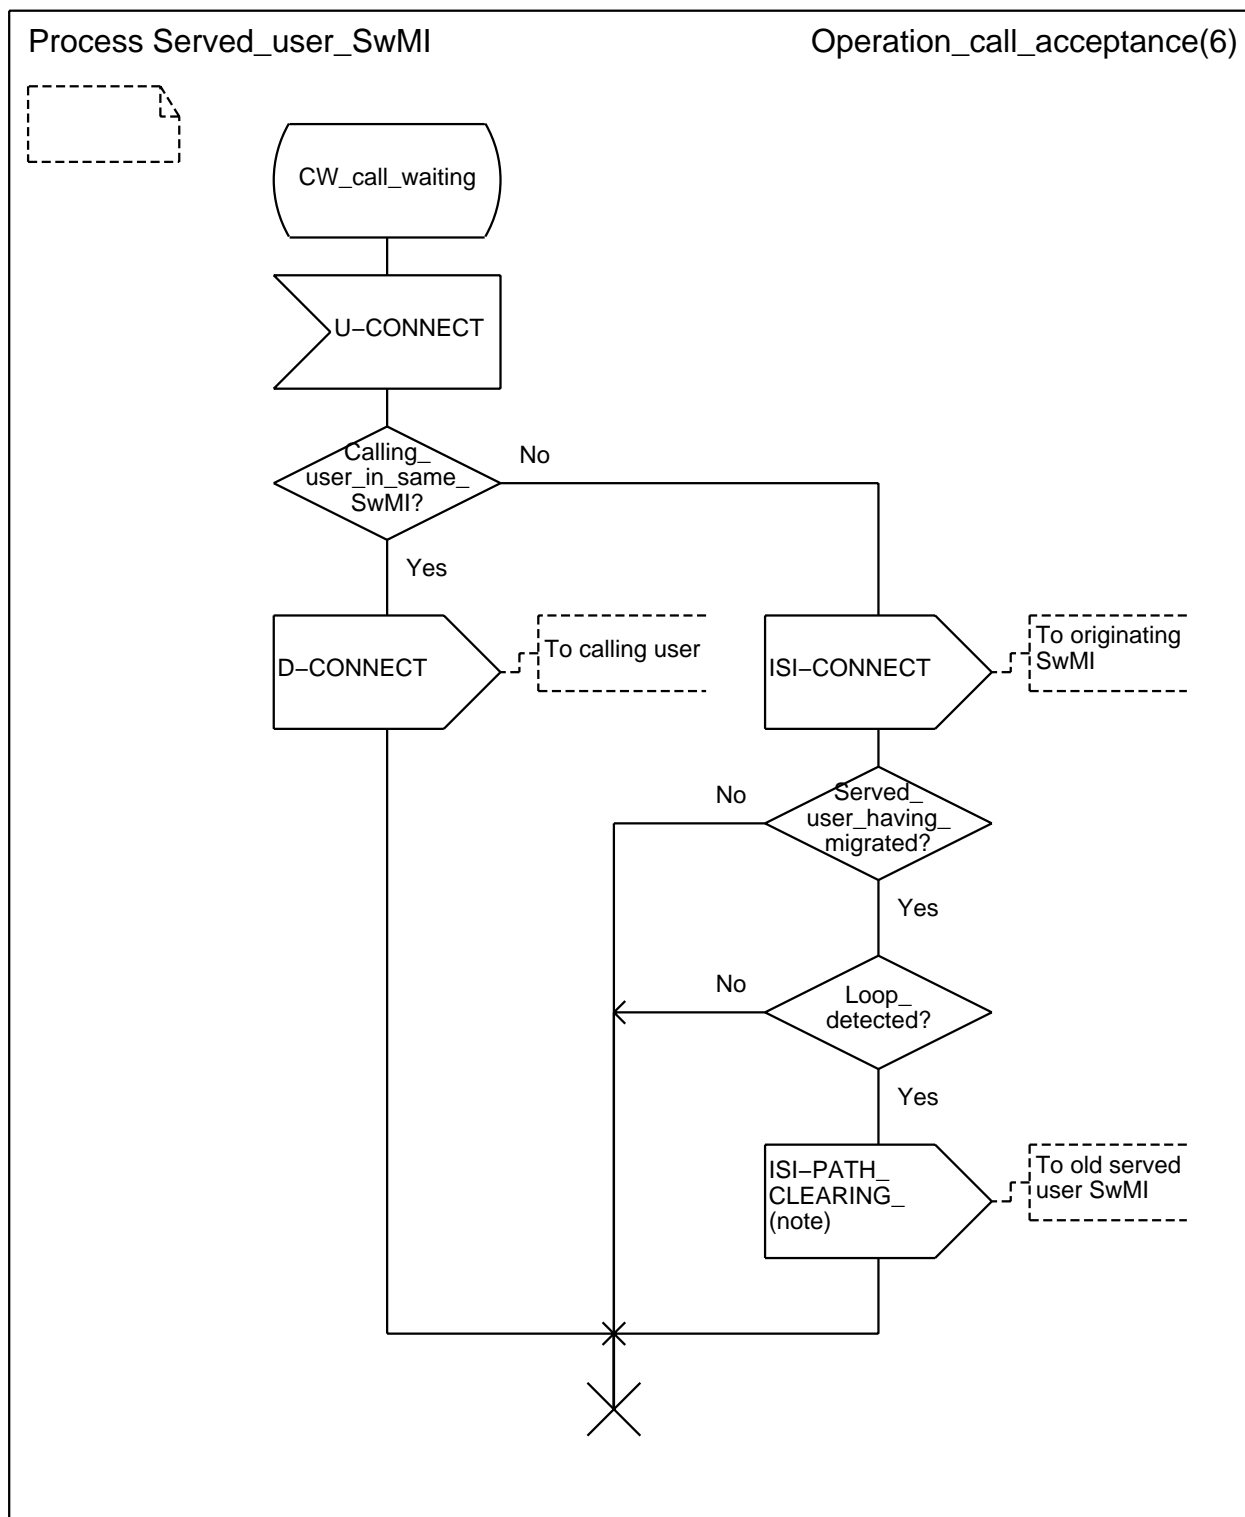 Process Served_user_SwMI
Operation_call_acceptance(6)
CW_call_waiting
U−CONNECT
Calling_
user_in_same_
SwMI?
No
Yes
D−CONNECT
To calling user
ISI−CONNECT
To originating
SwMI
No
Served_
user_having_
migrated?
Yes
No
Loop_
detected?
Yes
ISI−PATH_
CLEARING_
(note)
To old served
user SwMI